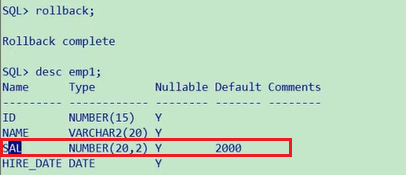 SQL> rollback;
Rollback complete
SQL> desc emp1;
Name      Type         Nullable Default Comments
--------- ------------ -------- ------- --------
ID        NUMBER(15)   Y
NAME      VARCHAR2(20) Y
SAL       NUMBER(20,2) Y        2000
HIRE_DATE DATE         Y